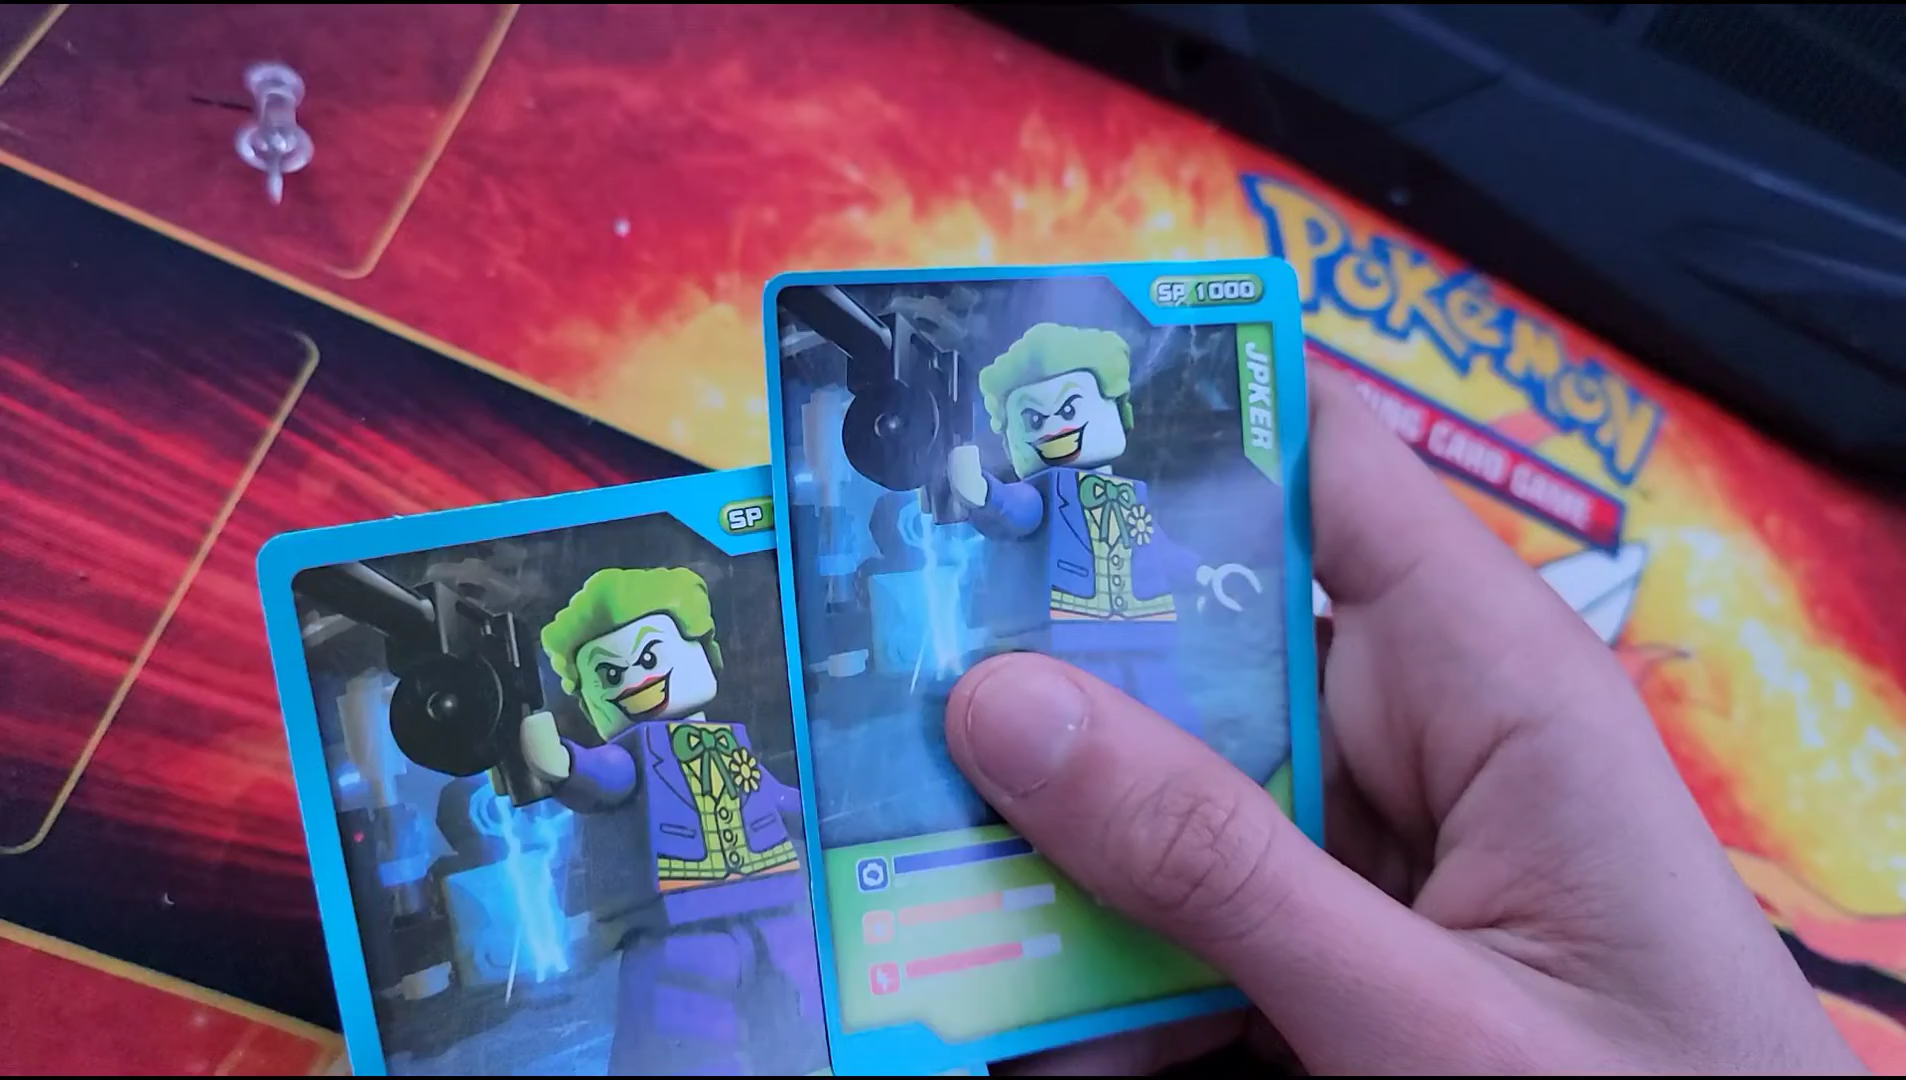 SP 1000
JPKER
SP
POKéMON
CARD GAME